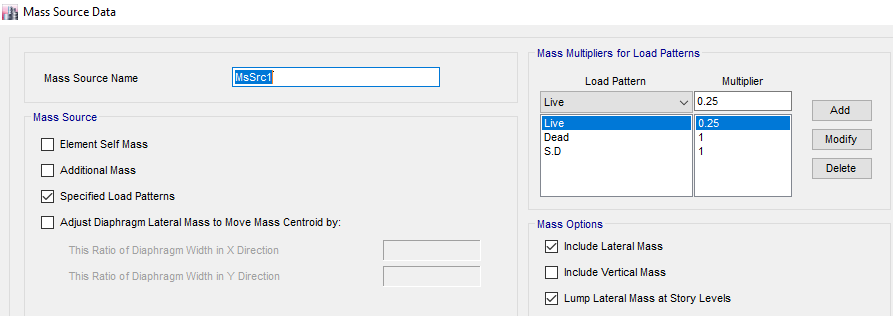 Mass Source Data
Mass Source Name
MsSrc1
Mass Source
Element Self Mass
Additional Mass
Specified Load Patterns
Adjust Diaphragm Lateral Mass to Move Mass Centroid by:
This Ratio of Diaphragm Width in X Direction
This Ratio of Diaphragm Width in Y Direction
Mass Multipliers for Load Patterns
Load Pattern Multiplier
Live 0.25
Live 0.25
Dead 1
S.D 1
Add
Modify
Delete
Mass Options
Include Lateral Mass
Include Vertical Mass
Lump Lateral Mass at Story Levels